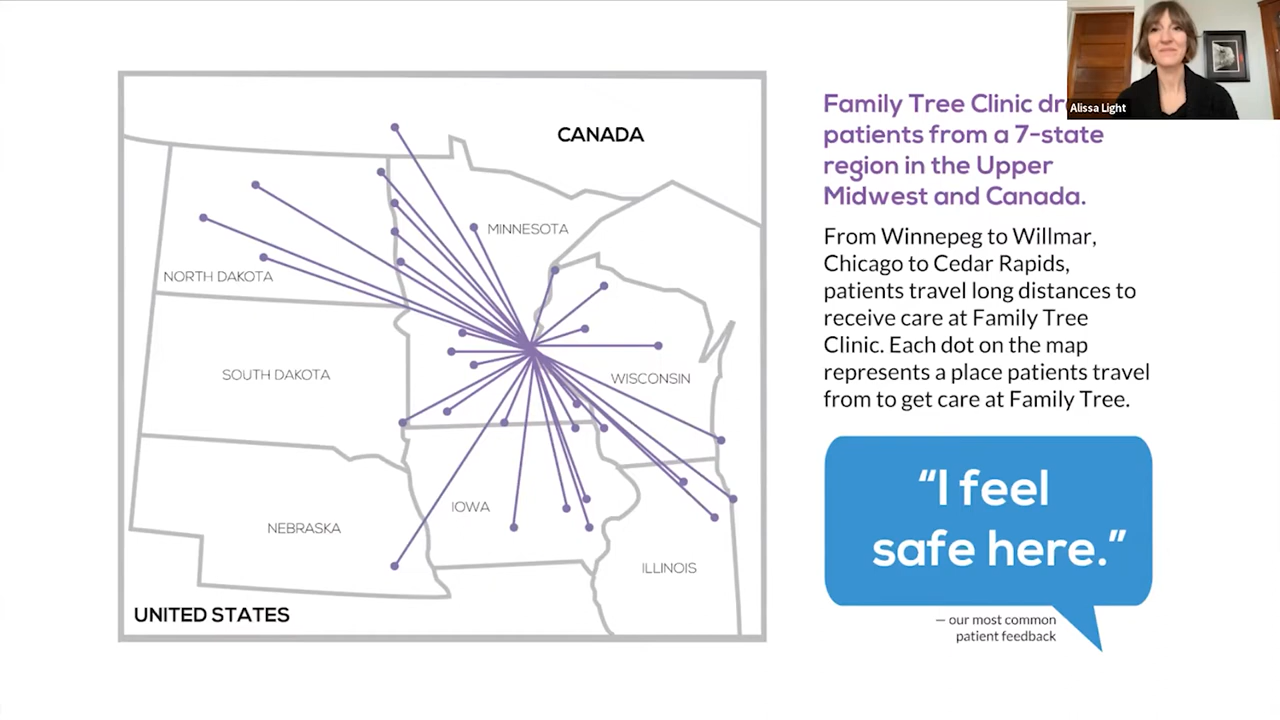 Alissa Light
Family Tree Clinic
patients from a 7-state
region in the Upper
Midwest and Canada.
From Winnepeg to Willmar,
Chicago to Cedar Rapids,
patients travel long distances to
receive care at Family Tree
Clinic. Each dot on the map
represents a place patients travel
from to get care at Family Tree.
“I feel
safe here.”
— our most common
patient feedback
CANADA
MINNESOTA
NORTH DAKOTA
SOUTH DAKOTA
WISCONSIN
IOWA
NEBRASKA
ILLINOIS
UNITED STATES